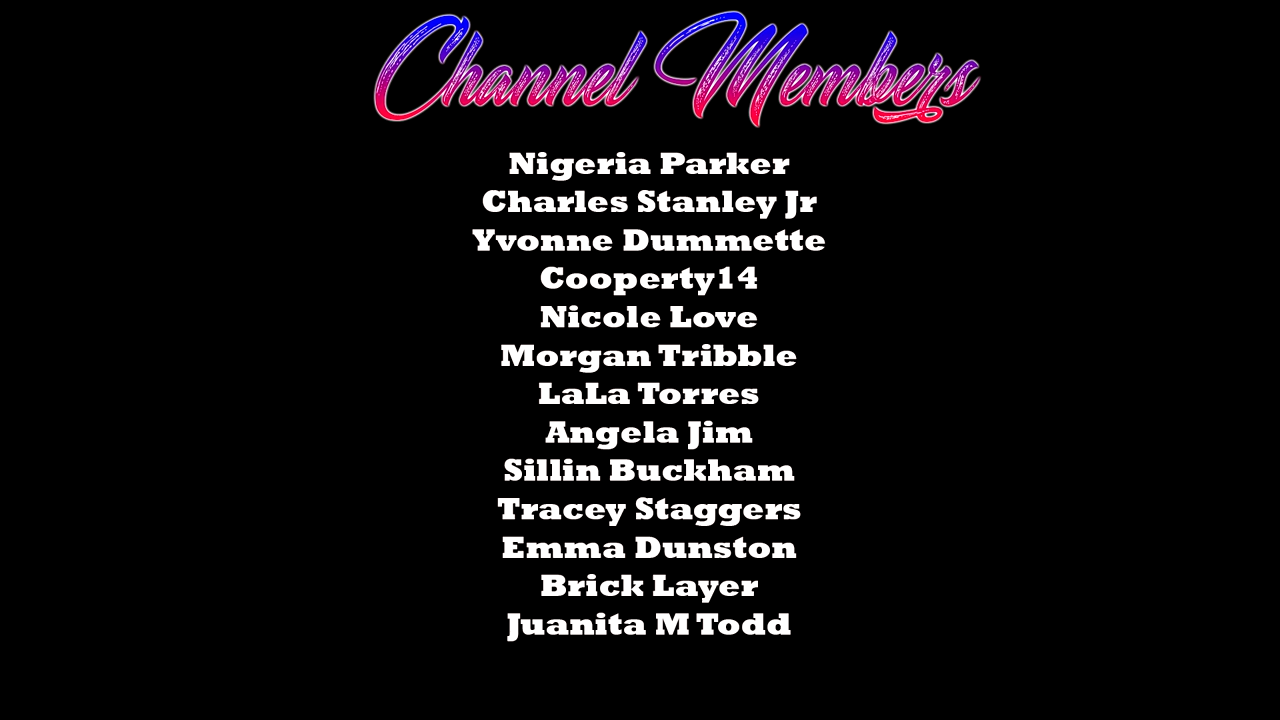 Channel Members
Nigeria Parker
Charles Stanley Jr
Yvonne Dummette
Cooperty14
Nicole Love
Morgan Tribble
LaLa Torres
Angela Jim
Sillin Buckham
Tracey Staggers
Emma Dunston
Brick Layer
Juanita M Todd